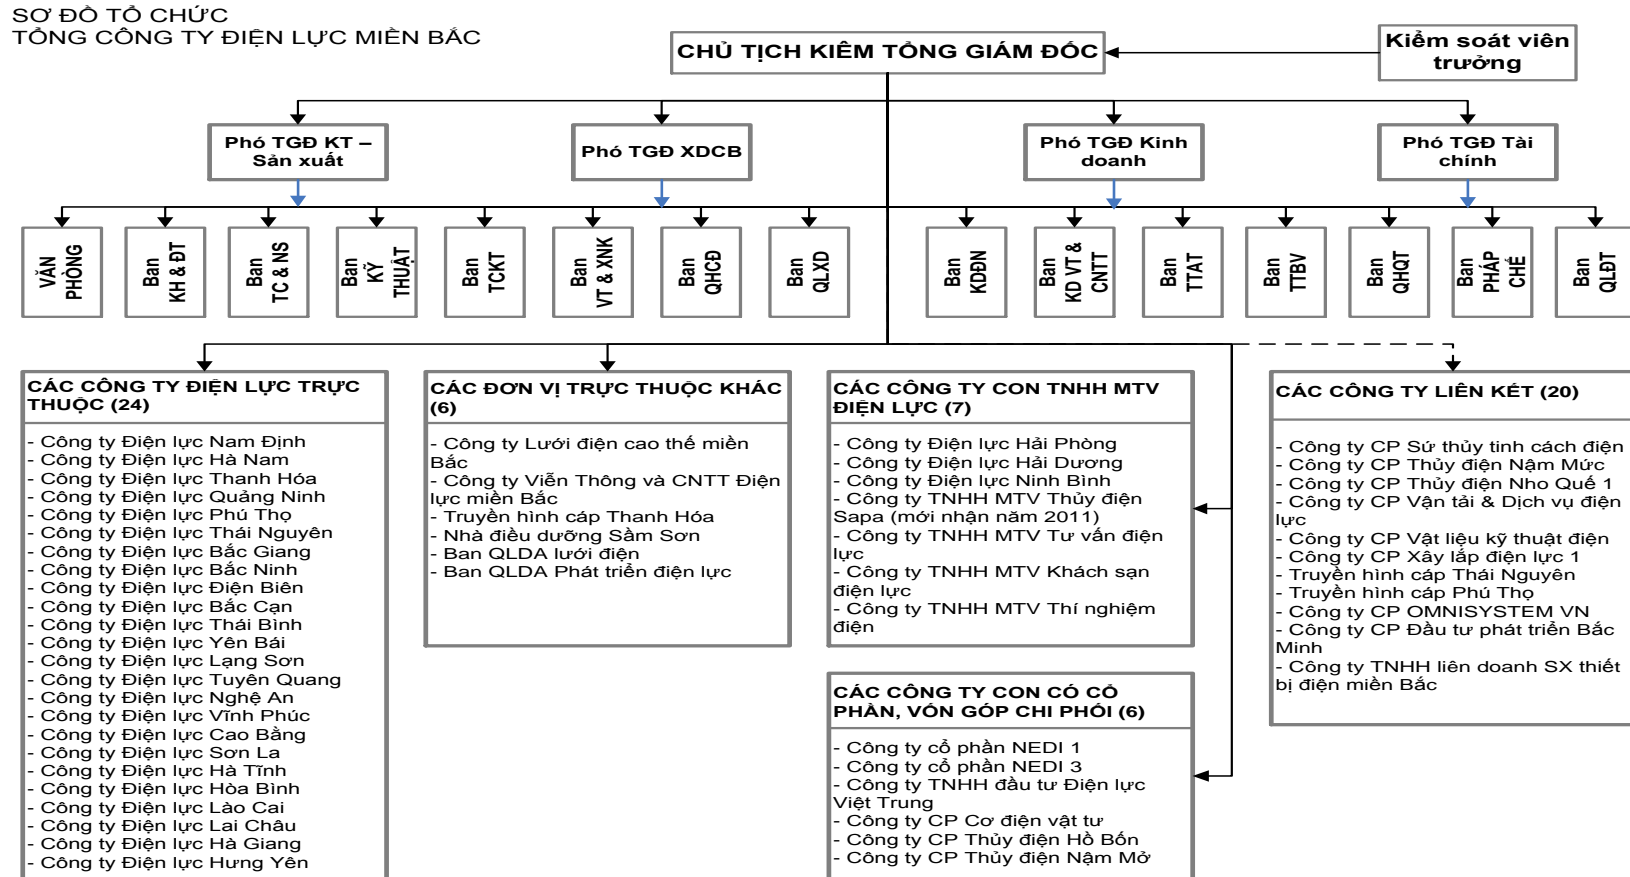 SƠ ĐỒ TỔ CHỨC
TỔNG CÔNG TY ĐIỆN LỰC MIỀN BẮC
CHỦ TỊCH KIÊM TỔNG GIÁM ĐỐC
Kiểm soát viên
trưởng
Phó TGĐ KT –
Sản xuất
Phó TGĐ XDCB
Phó TGĐ Kinh
doanh
Phó TGĐ Tài
chính
VĂN
PHÒNG
Ban
KH & ĐT
Ban
TC & NS
Ban
KỸ
THUẬT
Ban
TCKT
Ban
VT & XNK
Ban
QHCĐ
Ban
QLXD
Ban
KDĐN
Ban
KD VT &
CNTT
Ban
TTAT
Ban
TTBV
Ban
QHQT
Ban
PHÁP
CHẾ
Ban
QLĐT
CÁC CÔNG TY ĐIỆN LỰC TRỰC
THUỘC (24)
- Công ty Điện lực Nam Định
- Công ty Điện lực Hà Nam
- Công ty Điện lực Thanh Hóa
- Công ty Điện lực Quảng Ninh
- Công ty Điện lực Phú Thọ
- Công ty Điện lực Thái Nguyên
- Công ty Điện lực Bắc Giang
- Công ty Điện lực Bắc Ninh
- Công ty Điện lực Điện Biên
- Công ty Điện lực Bắc Cạn
- Công ty Điện lực Thái Bình
- Công ty Điện lực Yên Bái
- Công ty Điện lực Lạng Sơn
- Công ty Điện lực Tuyên Quang
- Công ty Điện lực Nghệ An
- Công ty Điện lực Vĩnh Phúc
- Công ty Điện lực Cao Bằng
- Công ty Điện lực Sơn La
- Công ty Điện lực Hà Tĩnh
- Công ty Điện lực Hòa Bình
- Công ty Điện lực Lào Cai
- Công ty Điện lực Lai Châu
- Công ty Điện lực Hà Giang
- Công ty Điện lực Hưng Yên
CÁC ĐƠN VỊ TRỰC THUỘC KHÁC
(6)
- Công ty Lưới điện cao thế miền
Bắc
- Công ty Viễn Thông và CNTT Điện
lực miền Bắc
- Truyền hình cáp Thanh Hóa
- Nhà điều dưỡng Sầm Sơn
- Ban QLDA lưới điện
- Ban QLDA Phát triển điện lực
CÁC CÔNG TY CON TNHH MTV
ĐIỆN LỰC (7)
- Công ty Điện lực Hải Phòng
- Công ty Điện lực Hải Dương
- Công ty Điện lực Ninh Bình
- Công ty TNHH MTV Thủy điện
Sapa (mới nhận năm 2011)
- Công ty TNHH MTV Tư vấn điện
lực
- Công ty TNHH MTV Khách sạn
điện lực
- Công ty TNHH MTV Thí nghiệm
điện
CÁC CÔNG TY CON CÓ CỔ
PHẦN, VỐN GÓP CHI PHỐI (6)
- Công ty cổ phần NEDI 1
- Công ty cổ phần NEDI 3
- Công ty TNHH đầu tư Điện lực
Việt Trung
- Công ty CP Cơ điện vật tư
- Công ty CP Thủy điện Hồ Bốn
- Công ty CP Thủy điện Nậm Mở
CÁC CÔNG TY LIÊN KẾT (20)
- Công ty CP Sứ thủy tinh cách điện
- Công ty CP Thủy điện Nậm Mức
- Công ty CP Thủy điện Nho Quế 1
- Công ty CP Vận tải & Dịch vụ điện
lực
- Công ty CP Vật liệu kỹ thuật điện
- Công ty CP Xây lắp điện lực 1
- Truyền hình cáp Thái Nguyên
- Truyền hình cáp Phú Thọ
- Công ty CP OMNISYSTEM VN
- Công ty CP Đầu tư phát triển Bắc
Minh
- Công ty TNHH liên doanh SX thiết
bị điện miền Bắc